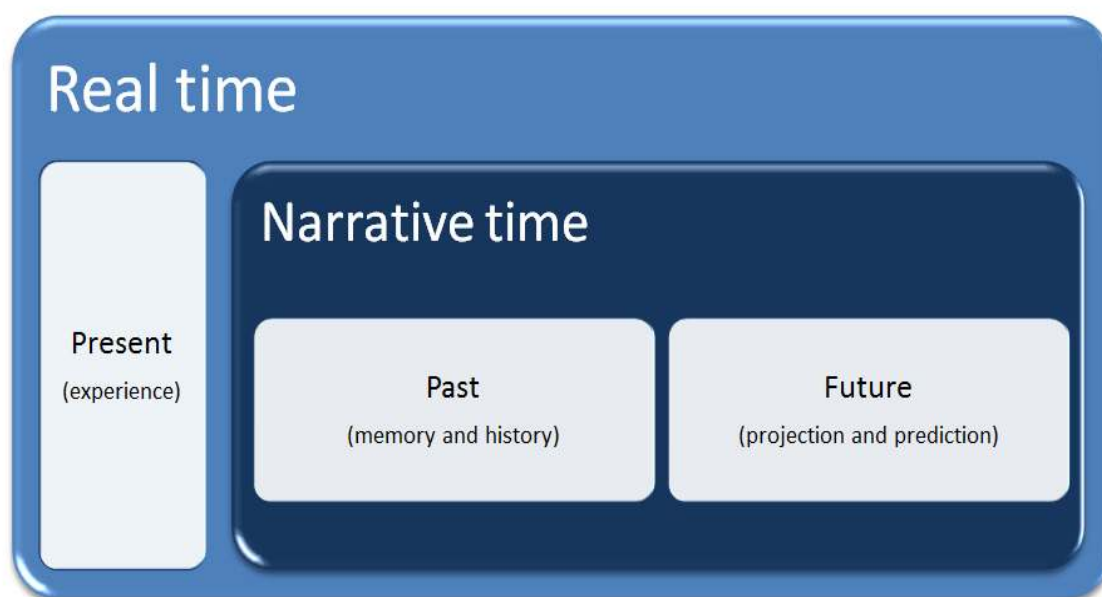 Real time
Narrative time
Present
(experience)
Past
(memory and history)
Future
(projection and prediction)